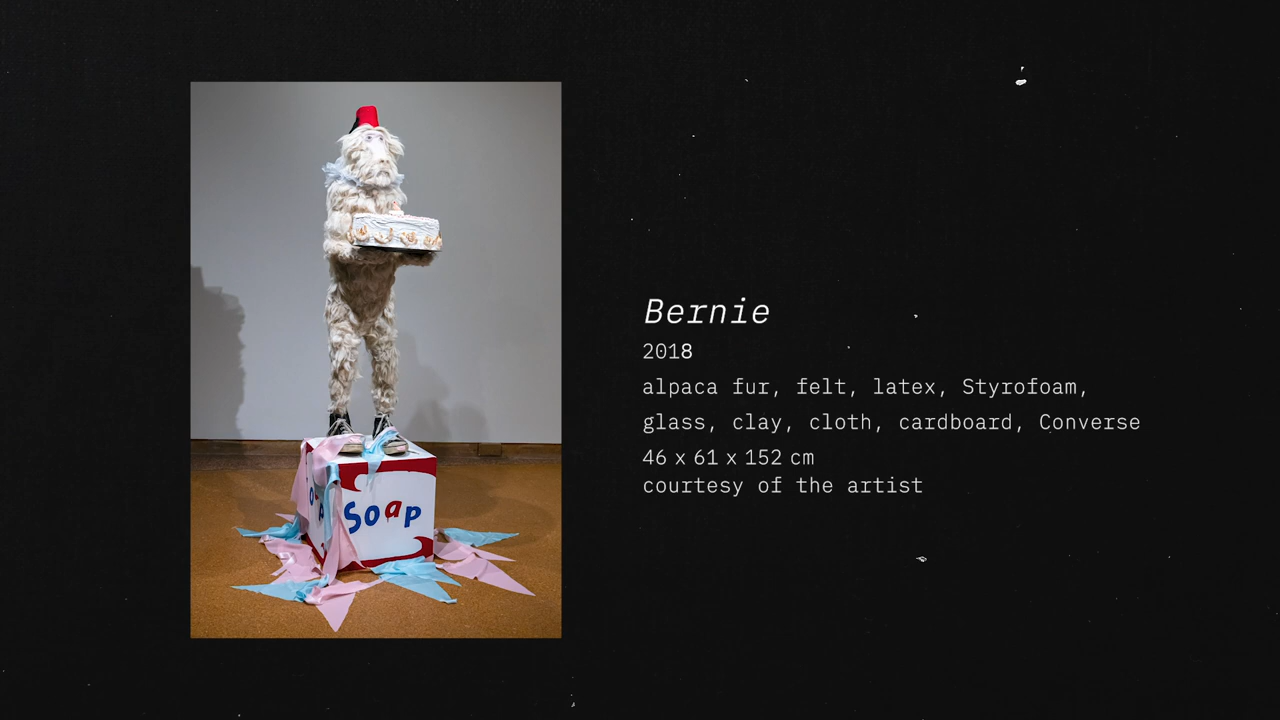 Soap
Bernie
2018
alpaca fur, felt, latex, Styrofoam,
glass, clay, cloth, cardboard, Converse
46 x 61 x 152 cm
courtesy of the artist